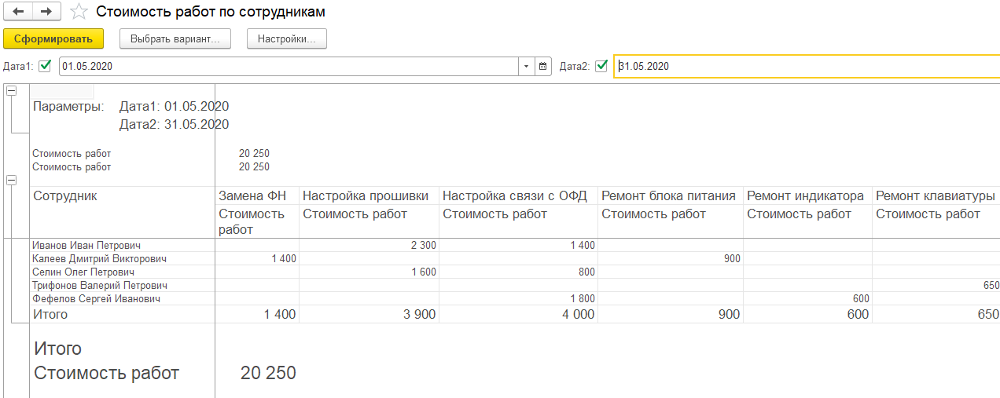 Стоимость работ по сотрудникам
Сформировать Выбрать вариант... Настройки...
Дата1: 01.05.2020 Дата2: 31.05.2020
Параметры: Дата1: 01.05.2020
Дата2: 31.05.2020
Стоимость работ 20 250
Стоимость работ 20 250
Сотрудник Замена ФН Настройка прошивки Настройка связи с ОФД Ремонт блока питания Ремонт индикатора Ремонт клавиатуры
Стоимость работ Стоимость работ Стоимость работ Стоимость работ Стоимость работ Стоимость работ
Иванов Иван Петрович 2 300 1 400
Калеев Дмитрий Викторович 1 400 900
Селин Олег Петрович 1 600 800
Трифонов Валерий Петрович 650
Фефелов Сергей Иванович 1 800 600
Итого 1 400 3 900 4 000 900 600 650
Итого
Стоимость работ 20 250